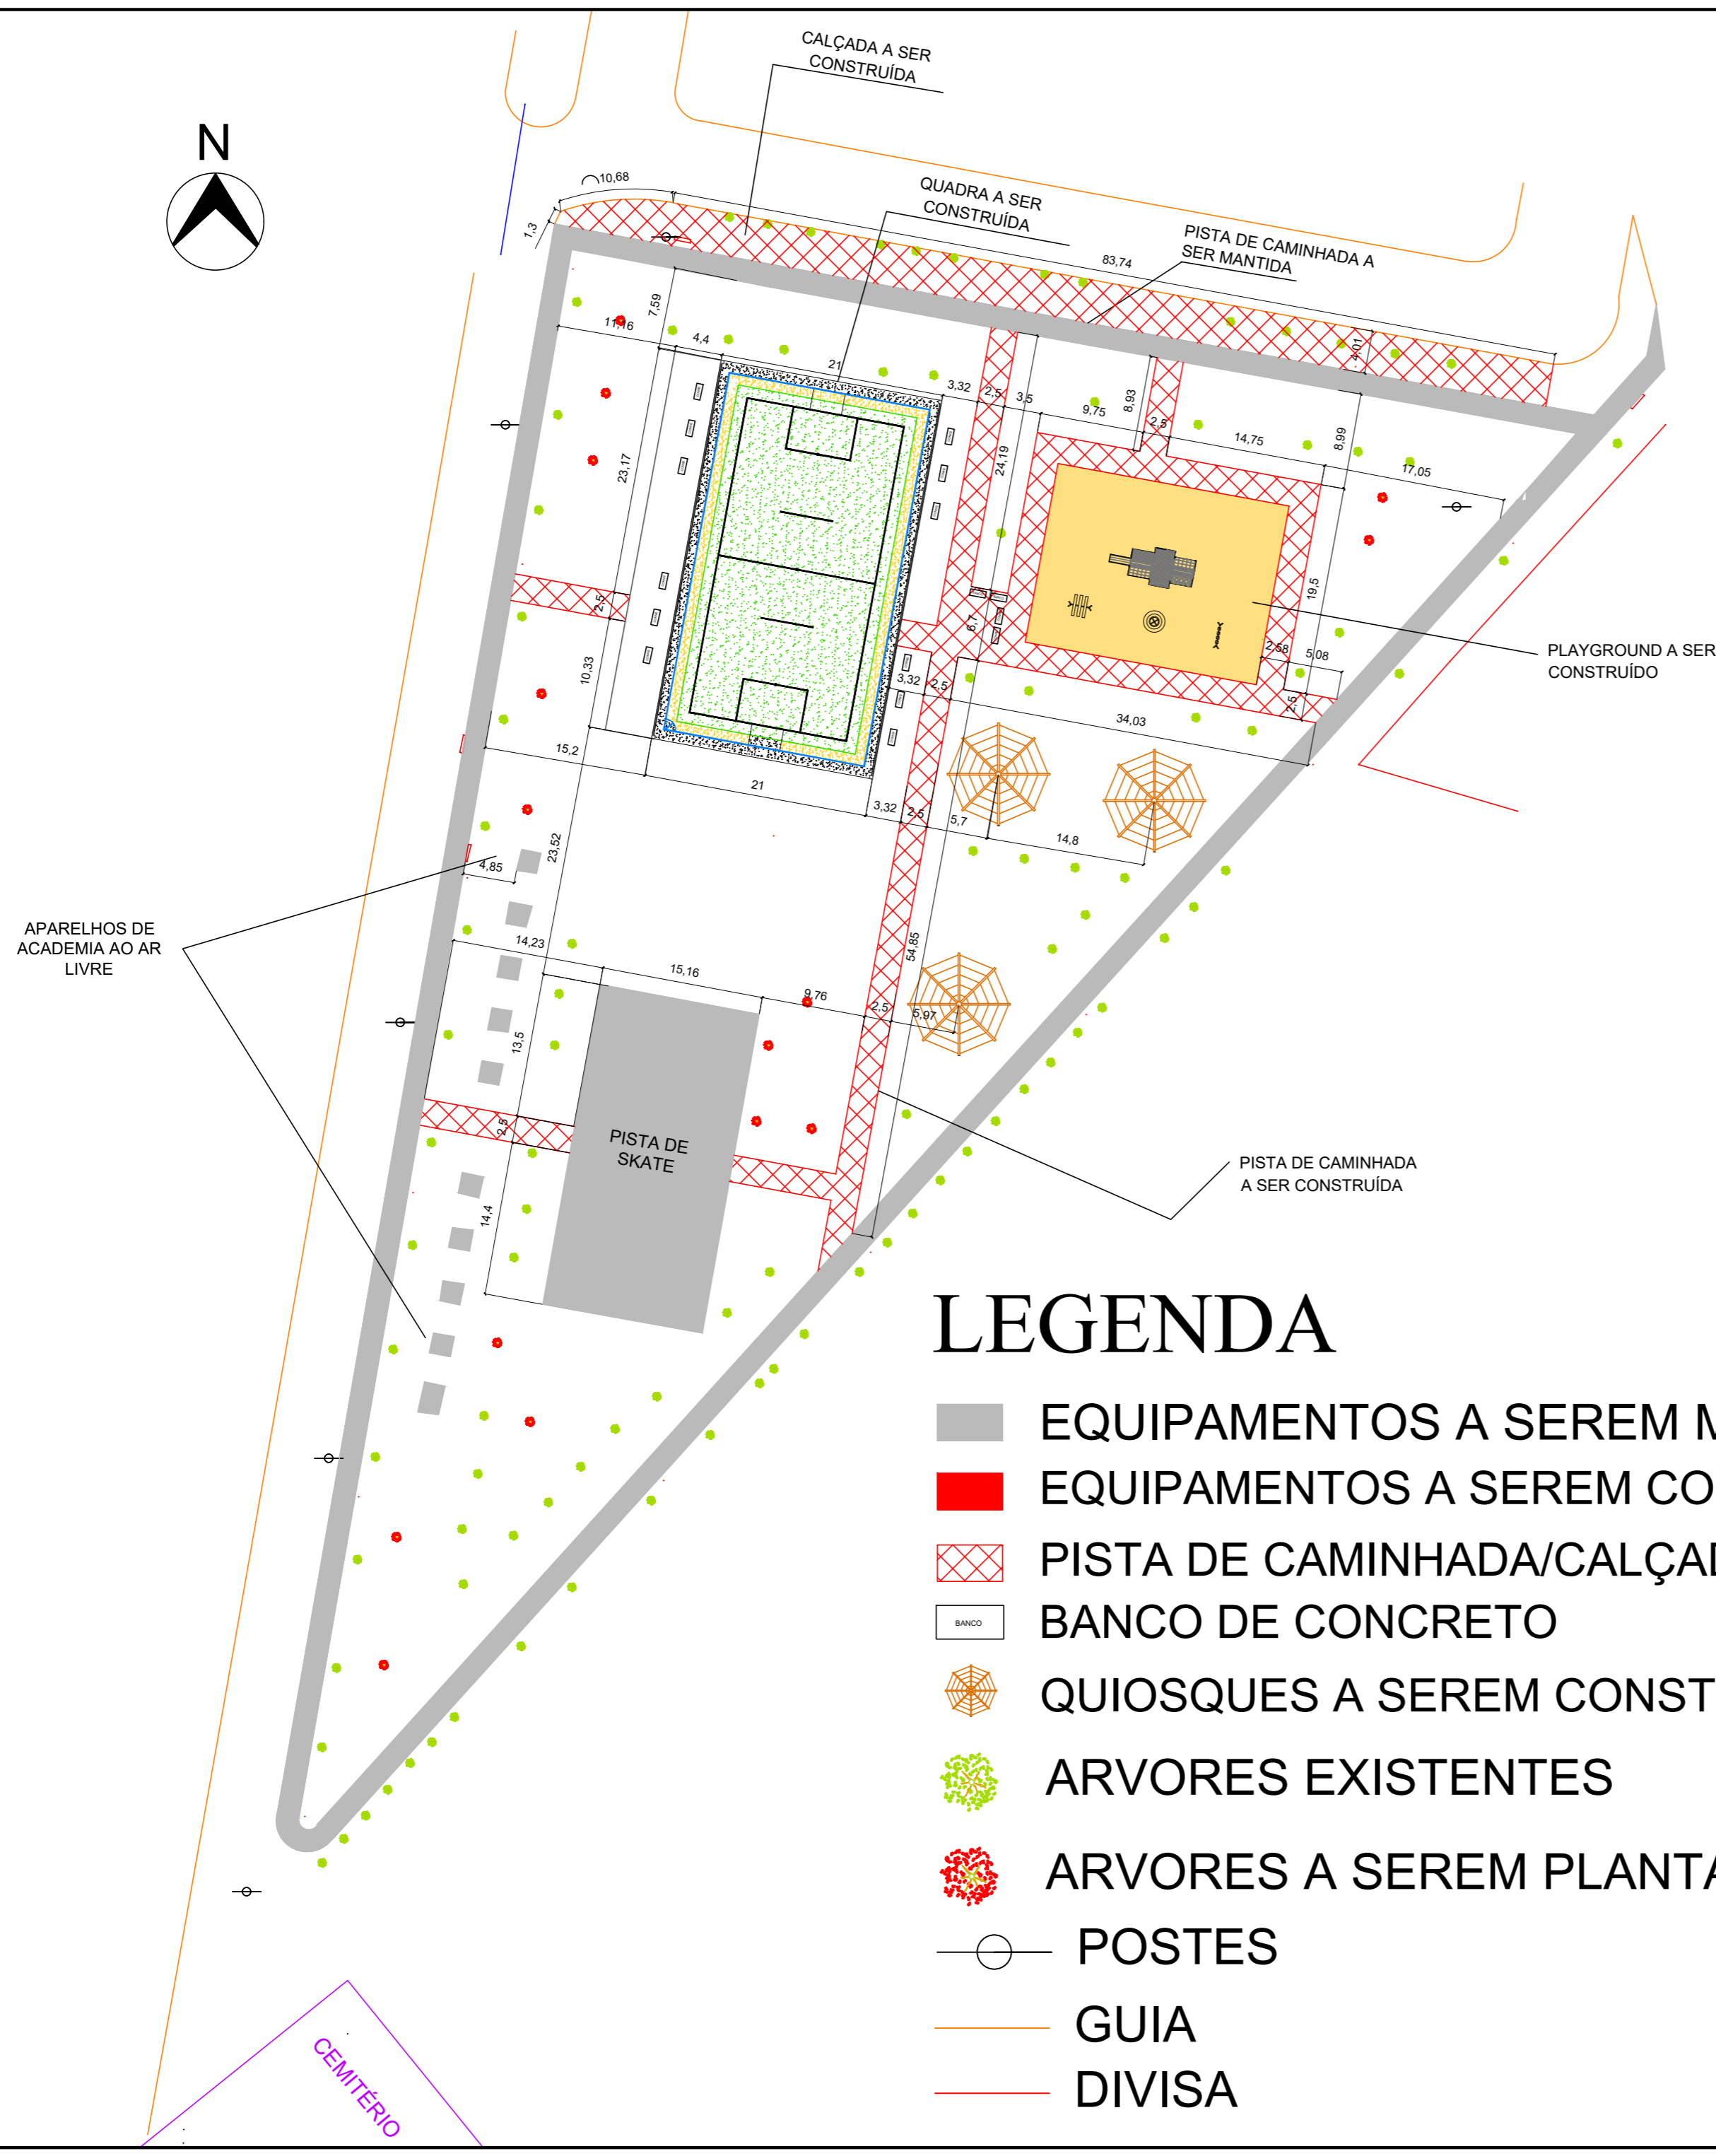 CALÇADA A SER
CONSTRUÍDA
N
10,68
1,3
QUADRA A SER
CONSTRUÍDA
PISTA DE CAMINHADA A
SER MANTIDA
83,74
7,59
11,16
4,4
21
3,32
2,5
3,5
9,75
8,93
2,5
14,75
8,99
4,01
17,05
23,17
24,19
2,5
10,33
6,7
19,5
2,58
5,08
2,5
PLAYGROUND A SER
CONSTRUÍDO
3,32
2,5
34,03
15,2
21
3,32
2,5
5,7
14,8
23,52
4,85
APARELHOS DE
ACADEMIA AO AR
LIVRE
14,23
15,16
9,76
2,5
5,97
54,85
13,5
2,5
14,4
PISTA DE
SKATE
PISTA DE CAMINHADA
A SER CONSTRUÍDA
LEGENDA
EQUIPAMENTOS A SEREM M
EQUIPAMENTOS A SEREM CO
PISTA DE CAMINHADA/CALÇAD
BANCO
BANCO DE CONCRETO
QUIOSQUES A SEREM CONST
ARVORES EXISTENTES
ARVORES A SEREM PLANTA
POSTES
GUIA
DIVISA
CEMITÉRIO